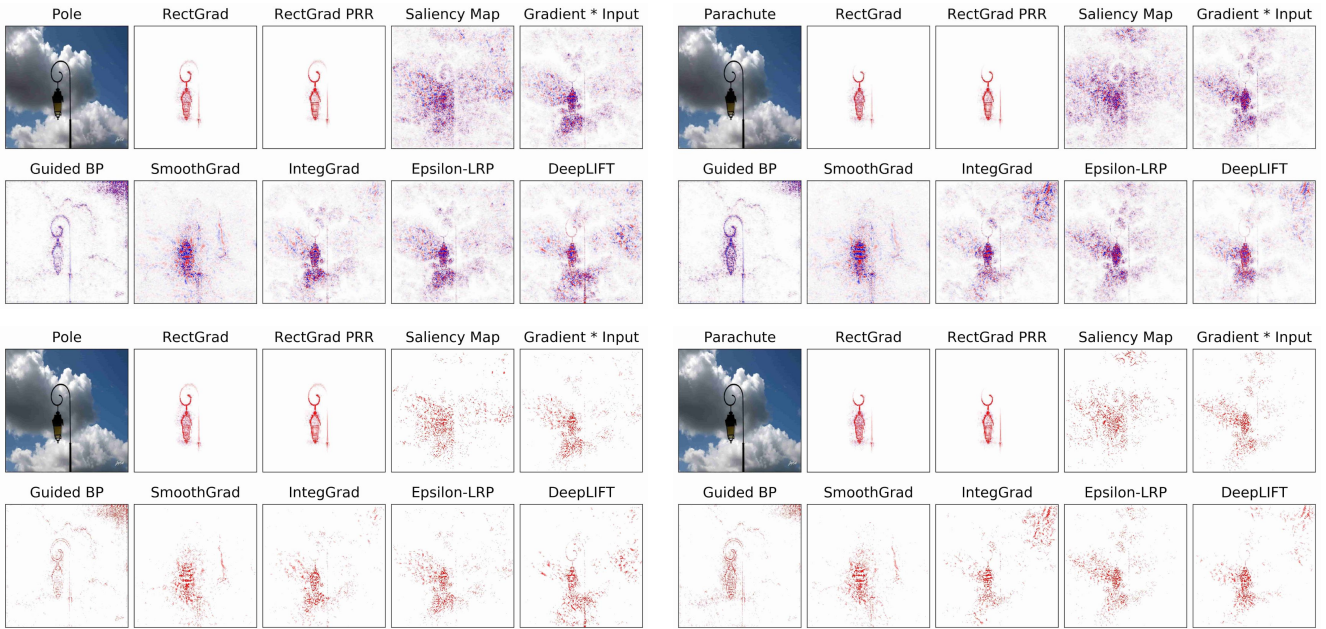 Pole RectGrad RectGrad PRR Saliency Map Gradient * Input Parachute RectGrad RectGrad PRR Saliency Map Gradient * Input
Guided BP SmoothGrad IntegGrad Epsilon-LRP DeepLIFT Guided BP SmoothGrad IntegGrad Epsilon-LRP DeepLIFT
Pole RectGrad RectGrad PRR Saliency Map Gradient * Input Parachute RectGrad RectGrad PRR Saliency Map Gradient * Input
Guided BP SmoothGrad IntegGrad Epsilon-LRP DeepLIFT Guided BP SmoothGrad IntegGrad Epsilon-LRP DeepLIFT